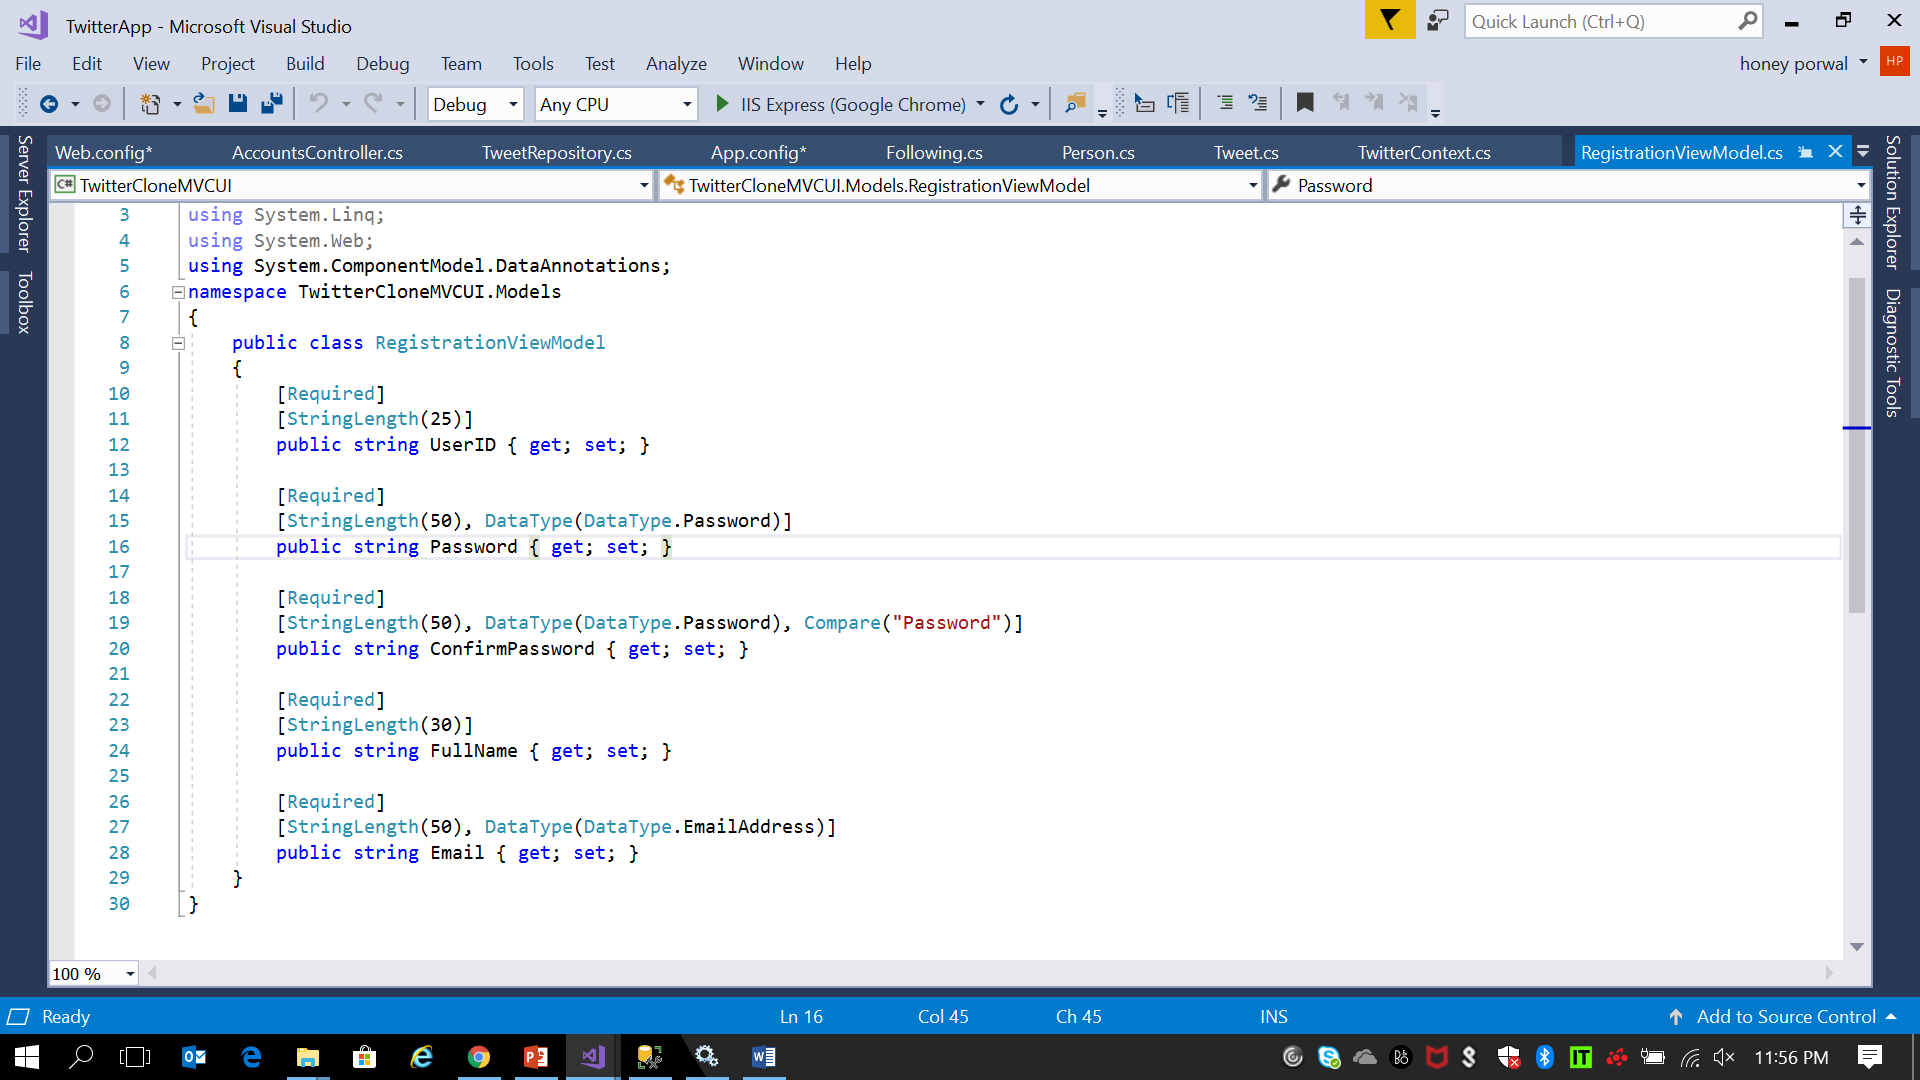 TwitterApp - Microsoft Visual Studio
Quick Launch (Ctrl+Q)
File Edit View Project Build Debug Team Tools Test Analyze Window Help
honey porwal HP
Debug Any CPU IIS Express (Google Chrome)
Web.config* AccountsController.cs TweetRepository.cs App.config* Following.cs Person.cs Tweet.cs TwitterContext.cs RegistrationViewModel.cs
C# TwitterCloneMVCUI TwitterCloneMVCUI.Models.RegistrationViewModel Password
Server Explorer
Toolbox
3 using System.Linq;
4 using System.Web;
5 using System.ComponentModel.DataAnnotations;
6 namespace TwitterCloneMVCUI.Models
7 {
8 public class RegistrationViewModel
9 {
10 [Required]
11 [StringLength(25)]
12 public string UserID { get; set; }
13
14 [Required]
15 [StringLength(50), DataType(DataType.Password)]
16 public string Password { get; set; }
17
18 [Required]
19 [StringLength(50), DataType(DataType.Password), Compare("Password")]
20 public string ConfirmPassword { get; set; }
21
22 [Required]
23 [StringLength(30)]
24 public string FullName { get; set; }
25
26 [Required]
27 [StringLength(50), DataType(DataType.EmailAddress)]
28 public string Email { get; set; }
29 }
30 }
Solution Explorer
Diagnostic Tools
100 %
Ready Ln 16 Col 45 Ch 45 INS Add to Source Control
11:56 PM